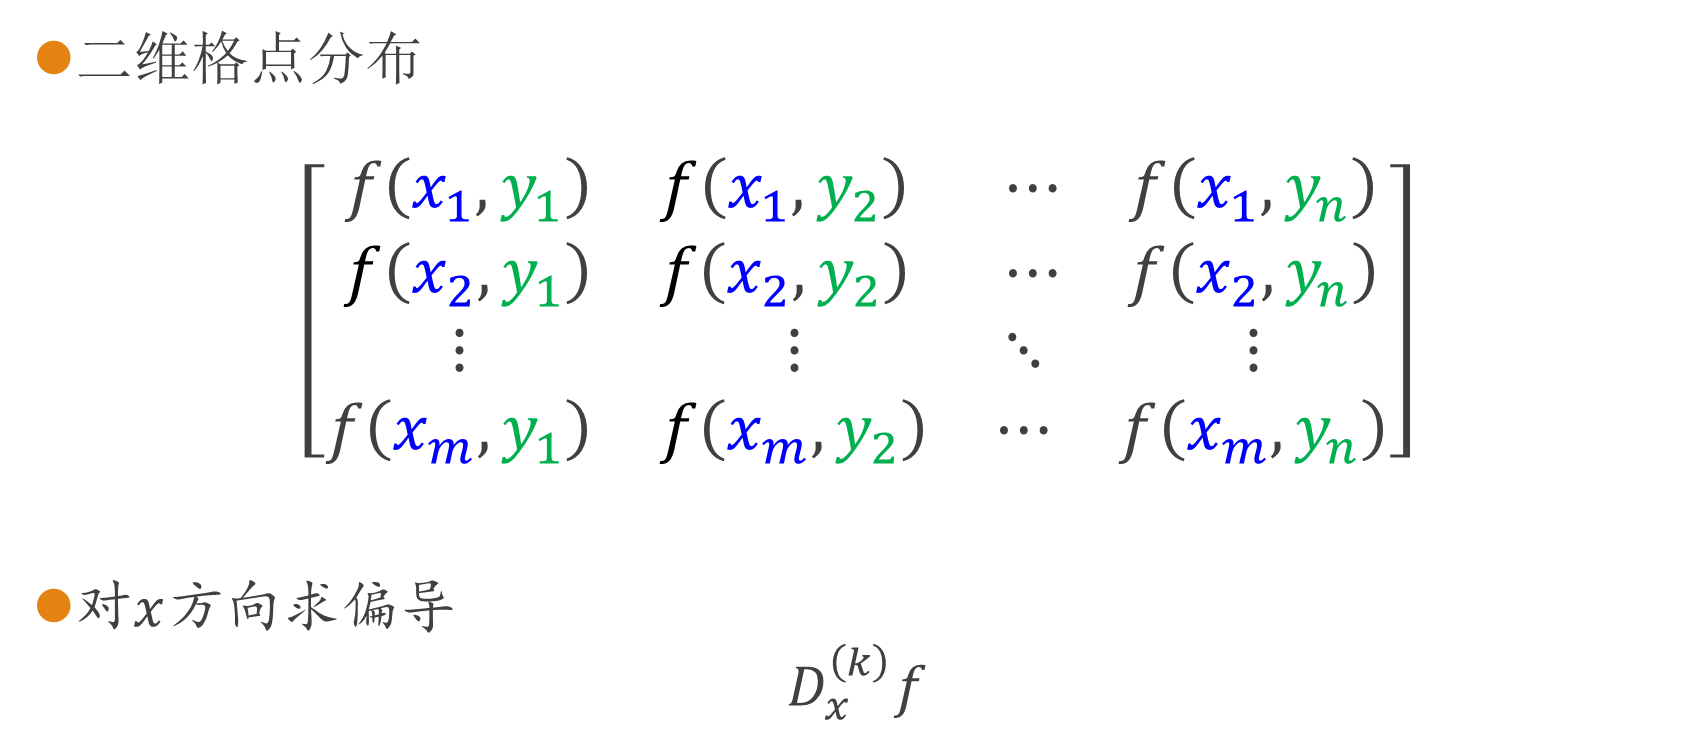 ●二维格点分布
f(x₁, y₁) f(x₁, y₂) ⋯ f(x₁, yₙ)
f(x₂, y₁) f(x₂, y₂) ⋯ f(x₂, yₙ)
⋮ ⋮ ⋱ ⋮
f(xₘ, y₁) f(xₘ, y₂) ⋯ f(xₘ, yₙ)
●对x方向求偏导
Dₓ⁽ᵏ⁾f